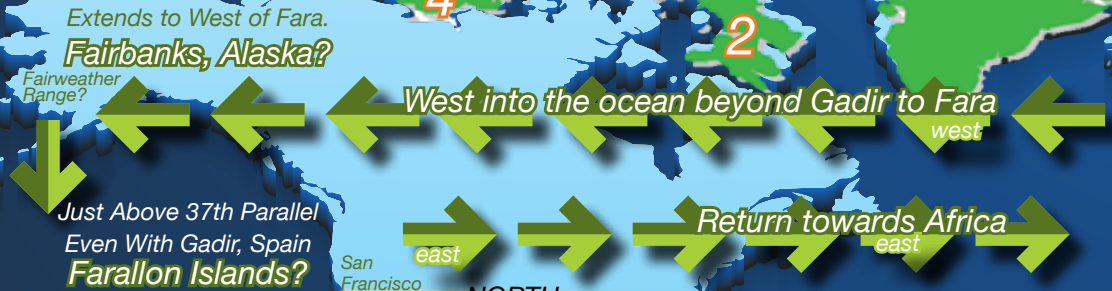 4
Extends to West of Fara.
2
Fairbanks, Alaska?
Fairweather
Range?
West into the ocean beyond Gadir to Fara
west
Just Above 37th Parallel
Even With Gadir, Spain
Farallon Islands?
Return towards Africa
east
east
San
Francisco
NORTH